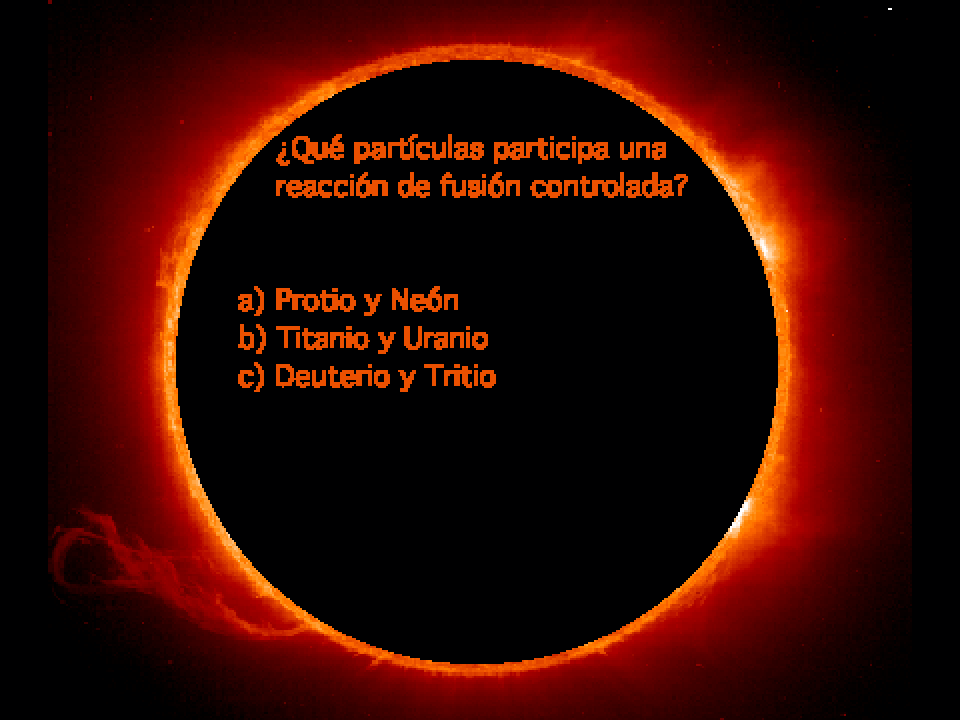 ¿Qué partículas participa una
reacción de fusión controlada?
a) Protio y Neón
b) Titanio y Uranio
c) Deuterio y Tritio